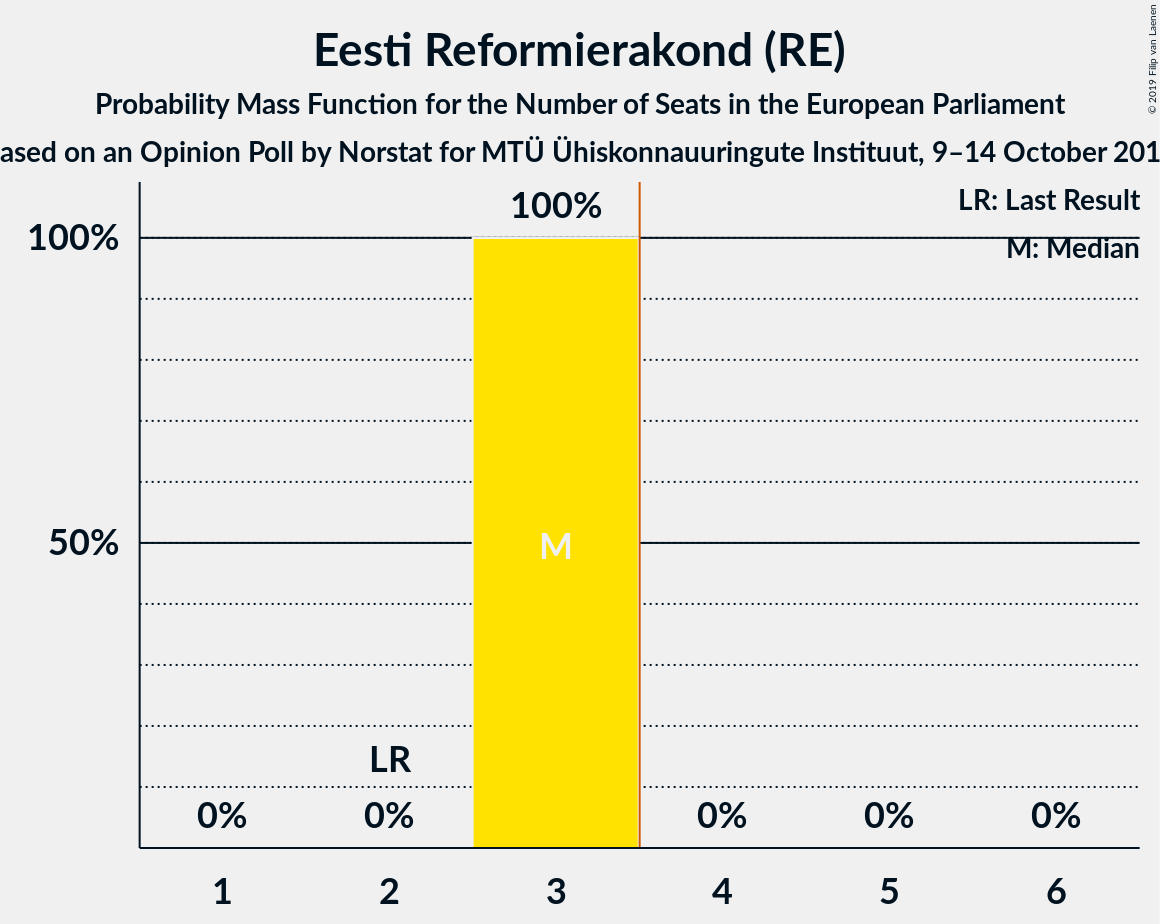 Eesti Reformierakond (RE)
Probability Mass Function for the Number of Seats in the European Parliament
ased on an Opinion Poll by Norstat for MTÜ Ühiskonnauuringute Instituut, 9–14 October 201
© 2019 Filip van Laenen
LR: Last Result
M: Median
100%
100%
50%
M
LR
0%
0%
0%
0%
0%
1
2
3
4
5
6